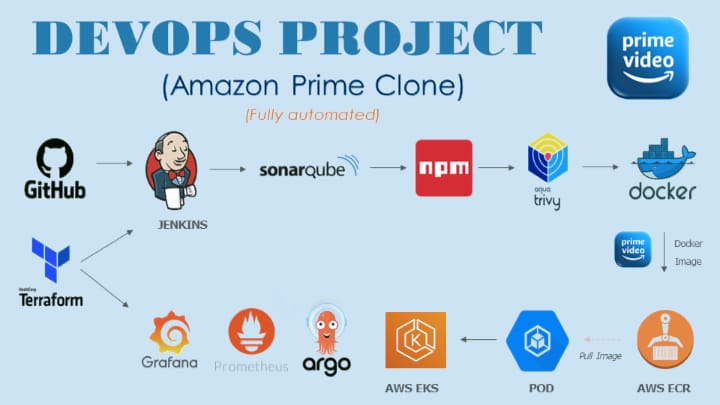 DEVOPS PROJECT
(Amazon Prime Clone)
(Fully automated)
prime
video
GitHub
JENKINS
sonarqube
npm
aqua
trivy
docker
HashiCorp
Terraform
prime
video
Docker
Image
Grafana
Prometheus
argo
K
AWS EKS
POD
Pull Image
AWS ECR